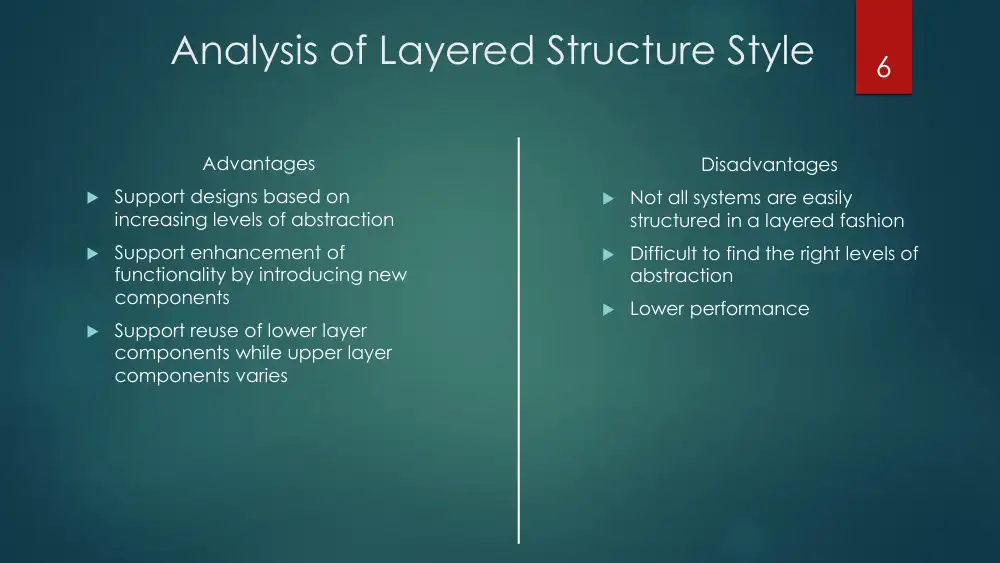 Analysis of Layered Structure Style
6
Advantages
Support designs based on
increasing levels of abstraction
Support enhancement of
functionality by introducing new
components
Support reuse of lower layer
components while upper layer
components varies
Disadvantages
Not all systems are easily
structured in a layered fashion
Difficult to find the right levels of
abstraction
Lower performance